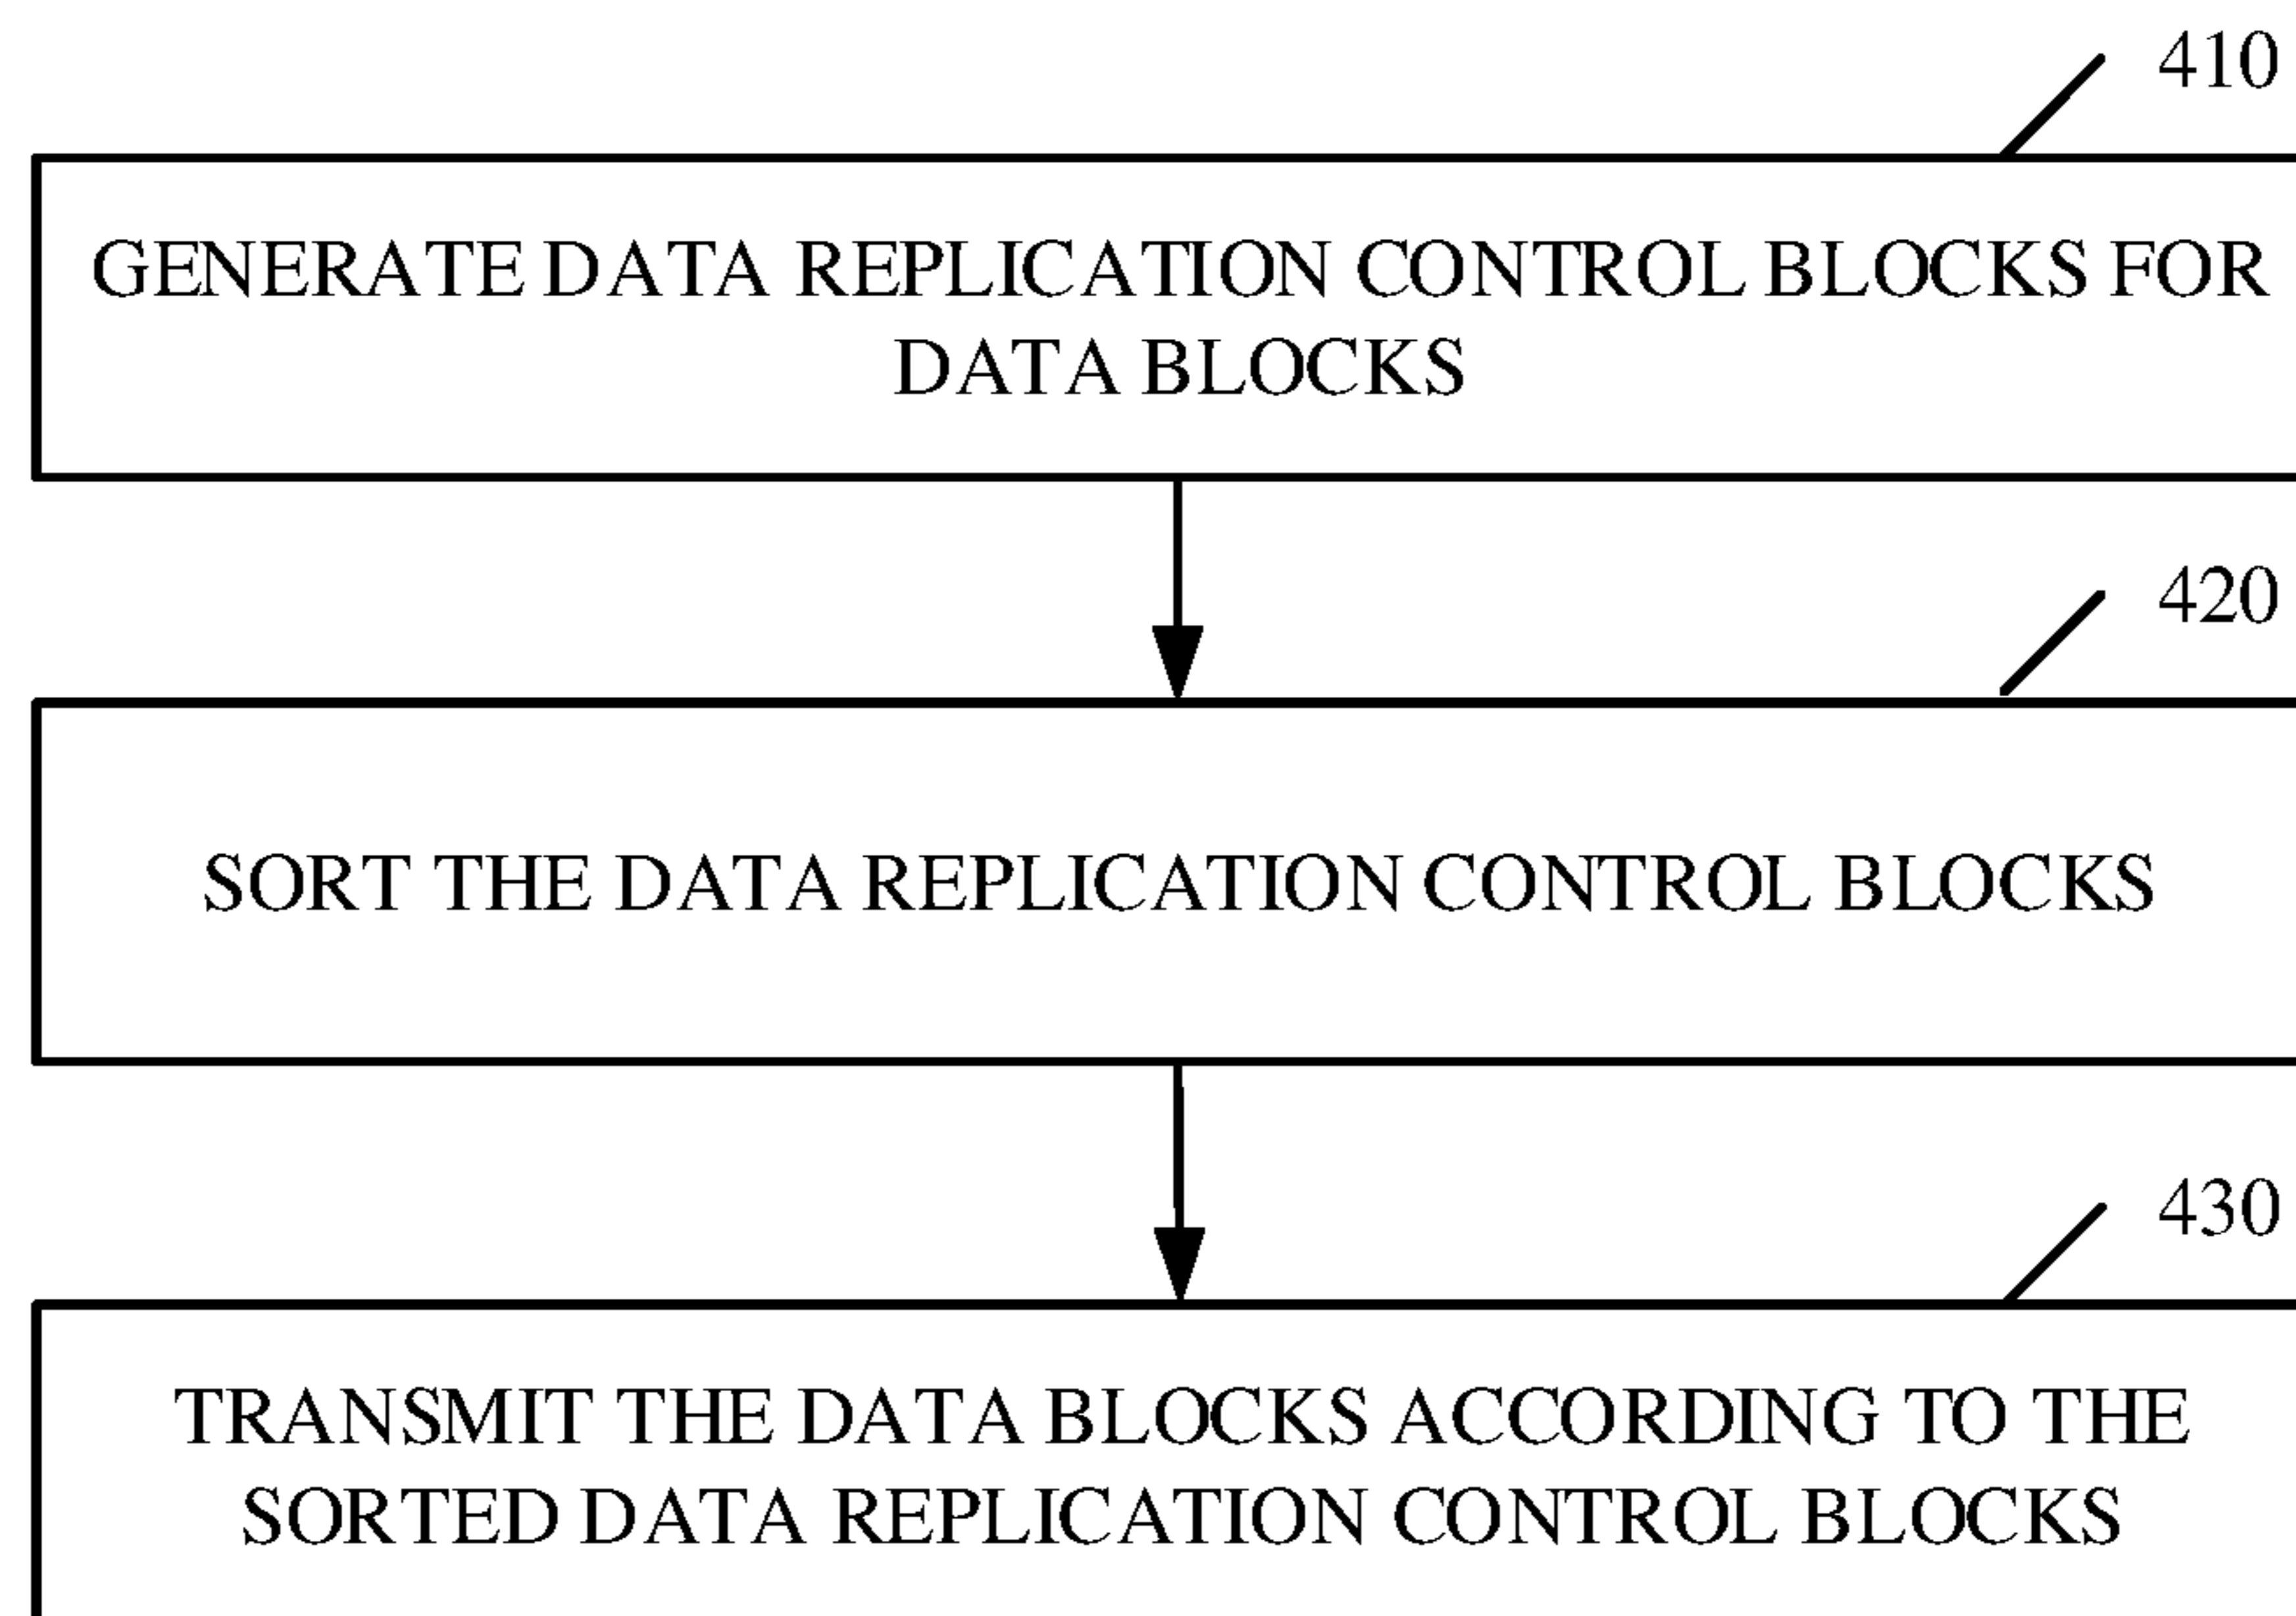 410
GENERATE DATA REPLICATION CONTROL BLOCKS FOR
DATA BLOCKS
420
SORT THE DATA REPLICATION CONTROL BLOCKS
430
TRANSMIT THE DATA BLOCKS ACCORDING TO THE
SORTED DATA REPLICATION CONTROL BLOCKS